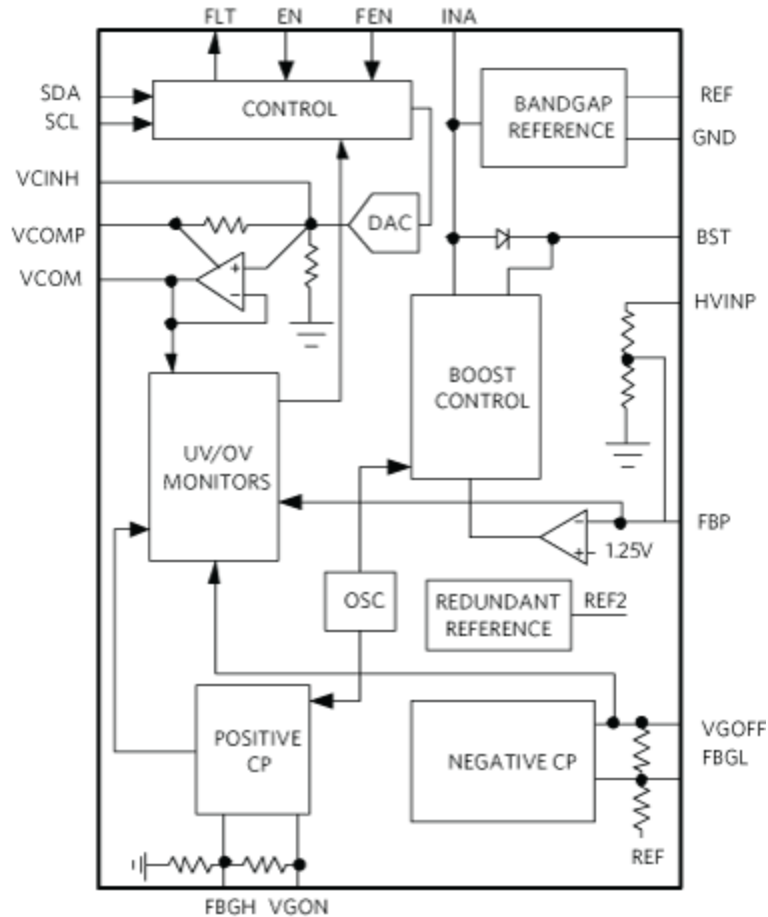 FLT EN FEN INA
SDA
SCL
CONTROL
BANDGAP
REFERENCE
REF
GND
VCINH
VCOMP
VCOM
DAC
BST
HVINP
+
−
BOOST
CONTROL
UV/OV
MONITORS
FBP
−
+
1.25V
OSC
REDUNDANT
REFERENCE
REF2
POSITIVE
CP
NEGATIVE CP
VGOFF
FBGL
REF
FBGH VGON